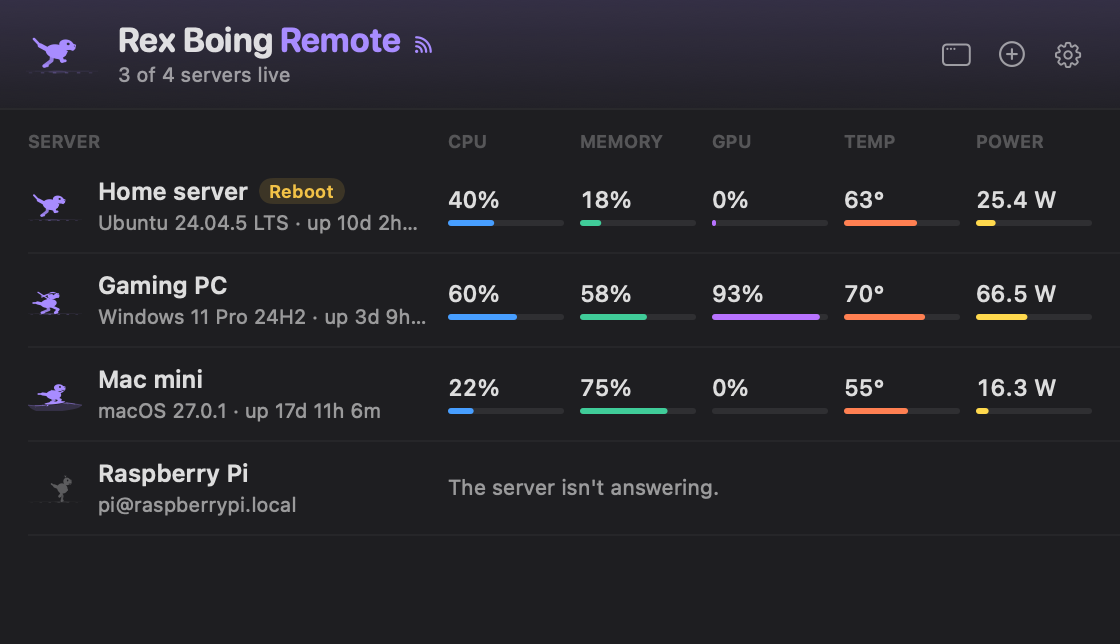 Rex Boing Remote
3 of 4 servers live
SERVER CPU MEMORY GPU TEMP POWER
Home server Reboot
Ubuntu 24.04.5 LTS · up 10d 2h…
40% 18% 0% 63° 25.4 W
Gaming PC
Windows 11 Pro 24H2 · up 3d 9h…
60% 58% 93% 70° 66.5 W
Mac mini
macOS 27.0.1 · up 17d 11h 6m
22% 75% 0% 55° 16.3 W
Raspberry Pi
pi@raspberrypi.local
The server isn't answering.